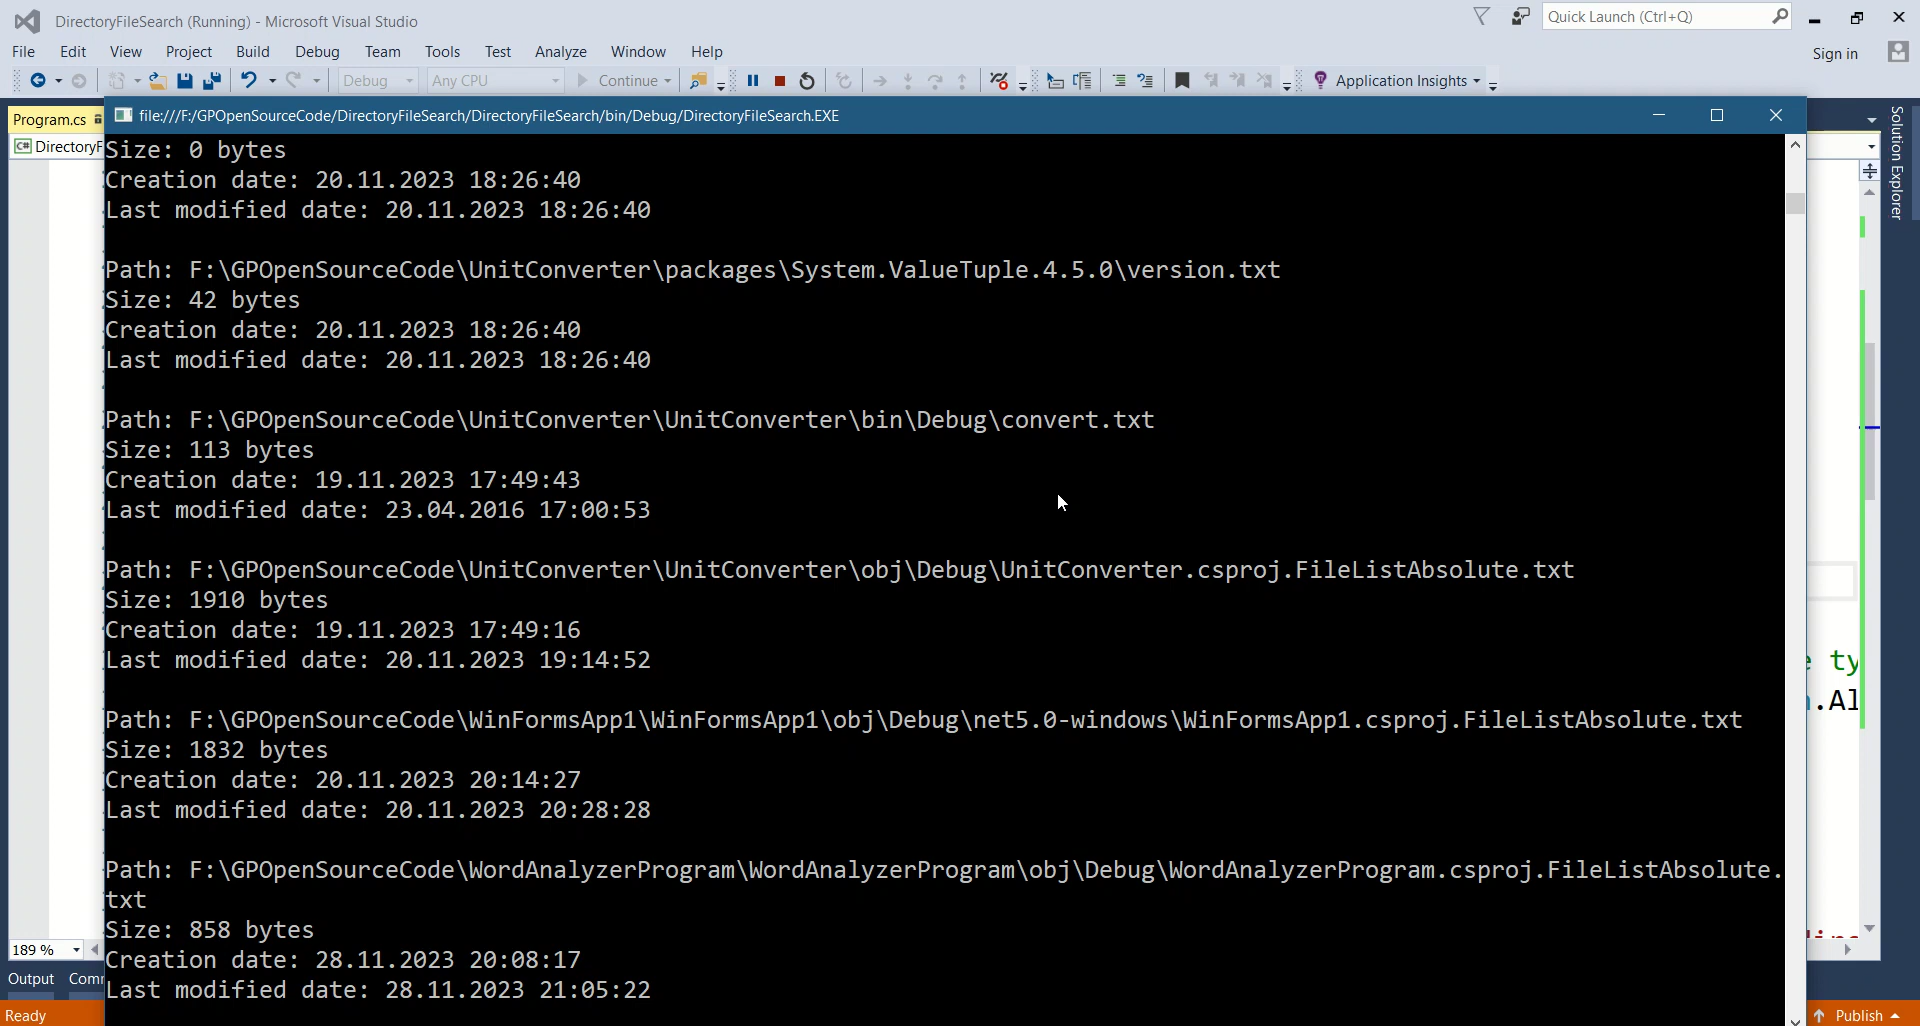 DirectoryFileSearch (Running) - Microsoft Visual Studio
Quick Launch (Ctrl+Q)
File Edit View Project Build Debug Team Tools Test Analyze Window Help
Sign in
Debug Any CPU Continue Application Insights
Program.cs
file:///F:/GPOpenSourceCode/DirectoryFileSearch/DirectoryFileSearch/bin/Debug/DirectoryFileSearch.EXE
Solution Explorer
C# DirectoryF
Size: 0 bytes
Creation date: 20.11.2023 18:26:40
Last modified date: 20.11.2023 18:26:40
Path: F:\GPOpenSourceCode\UnitConverter\packages\System.ValueTuple.4.5.0\version.txt
Size: 42 bytes
Creation date: 20.11.2023 18:26:40
Last modified date: 20.11.2023 18:26:40
Path: F:\GPOpenSourceCode\UnitConverter\UnitConverter\bin\Debug\convert.txt
Size: 113 bytes
Creation date: 19.11.2023 17:49:43
Last modified date: 23.04.2016 17:00:53
Path: F:\GPOpenSourceCode\UnitConverter\UnitConverter\obj\Debug\UnitConverter.csproj.FileListAbsolute.txt
Size: 1910 bytes
Creation date: 19.11.2023 17:49:16
Last modified date: 20.11.2023 19:14:52
ty
.Al
Path: F:\GPOpenSourceCode\WinFormsApp1\WinFormsApp1\obj\Debug\net5.0-windows\WinFormsApp1.csproj.FileListAbsolute.txt
Size: 1832 bytes
Creation date: 20.11.2023 20:14:27
Last modified date: 20.11.2023 20:28:28
Path: F:\GPOpenSourceCode\WordAnalyzerProgram\WordAnalyzerProgram\obj\Debug\WordAnalyzerProgram.csproj.FileListAbsolute.
txt
Size: 858 bytes
Creation date: 28.11.2023 20:08:17
Last modified date: 28.11.2023 21:05:22
189 %
Output Comm
Ready
Publish